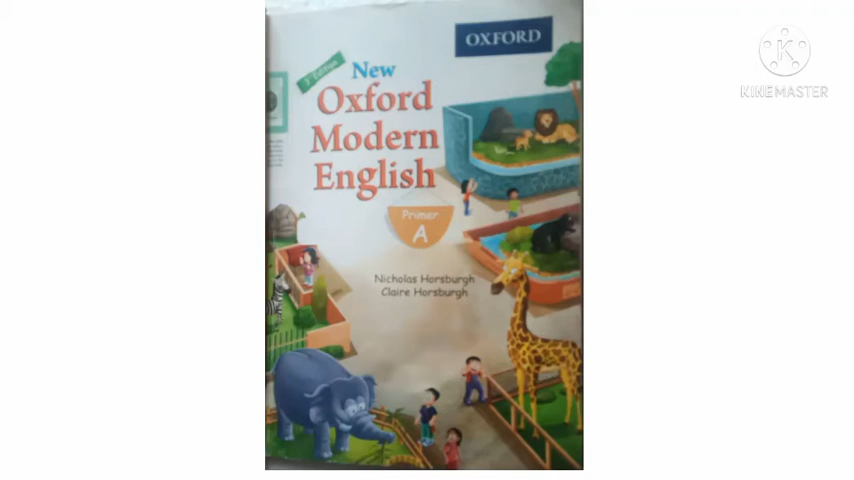 OXFORD
3rd Edition
New
Oxford
Modern
English
Primer
A
Nicholas Horsburgh
Claire Horsburgh
K
KINEMASTER